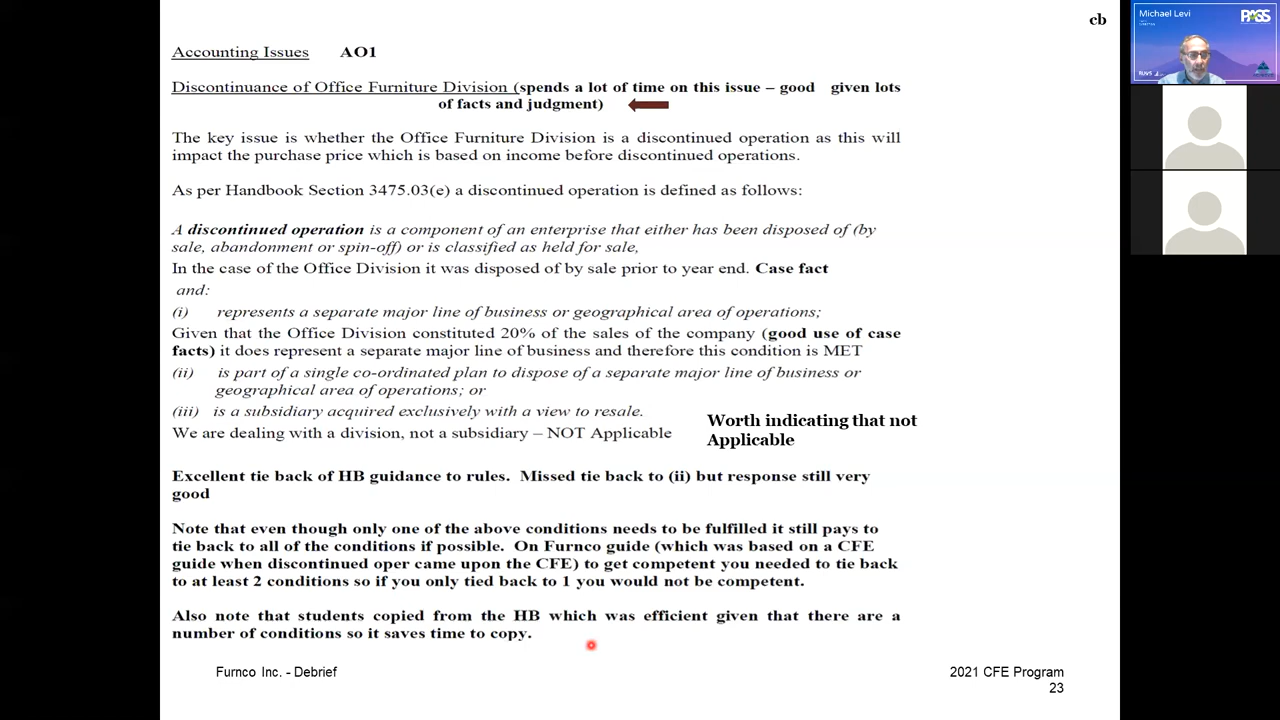 cb
Accounting Issues AO1
Discontinuance of Office Furniture Division (spends a lot of time on this issue – good given lots
of facts and judgment)
The key issue is whether the Office Furniture Division is a discontinued operation as this will
impact the purchase price which is based on income before discontinued operations.
As per Handbook Section 3475.03(e) a discontinued operation is defined as follows:
A discontinued operation is a component of an enterprise that either has been disposed of (by
sale, abandonment or spin-off) or is classified as held for sale,
In the case of the Office Division it was disposed of by sale prior to year end. Case fact
and:
(i) represents a separate major line of business or geographical area of operations;
Given that the Office Division constituted 20% of the sales of the company (good use of case
facts) it does represent a separate major line of business and therefore this condition is MET
(ii) is part of a single co-ordinated plan to dispose of a separate major line of business or
geographical area of operations; or
(iii) is a subsidiary acquired exclusively with a view to resale.
We are dealing with a division, not a subsidiary – NOT Applicable
Worth indicating that not
Applicable
Excellent tie back of HB guidance to rules. Missed tie back to (ii) but response still very
good
Note that even though only one of the above conditions needs to be fulfilled it still pays to
tie back to all of the conditions if possible. On Furnco guide (which was based on a CFE
guide when discontinued oper came upon the CFE) to get competent you needed to tie back
to at least 2 conditions so if you only tied back to 1 you would not be competent.
Also note that students copied from the HB which was efficient given that there are a
number of conditions so it saves time to copy.
Furnco Inc. - Debrief
2021 CFE Program
23
Michael Levi
PASS